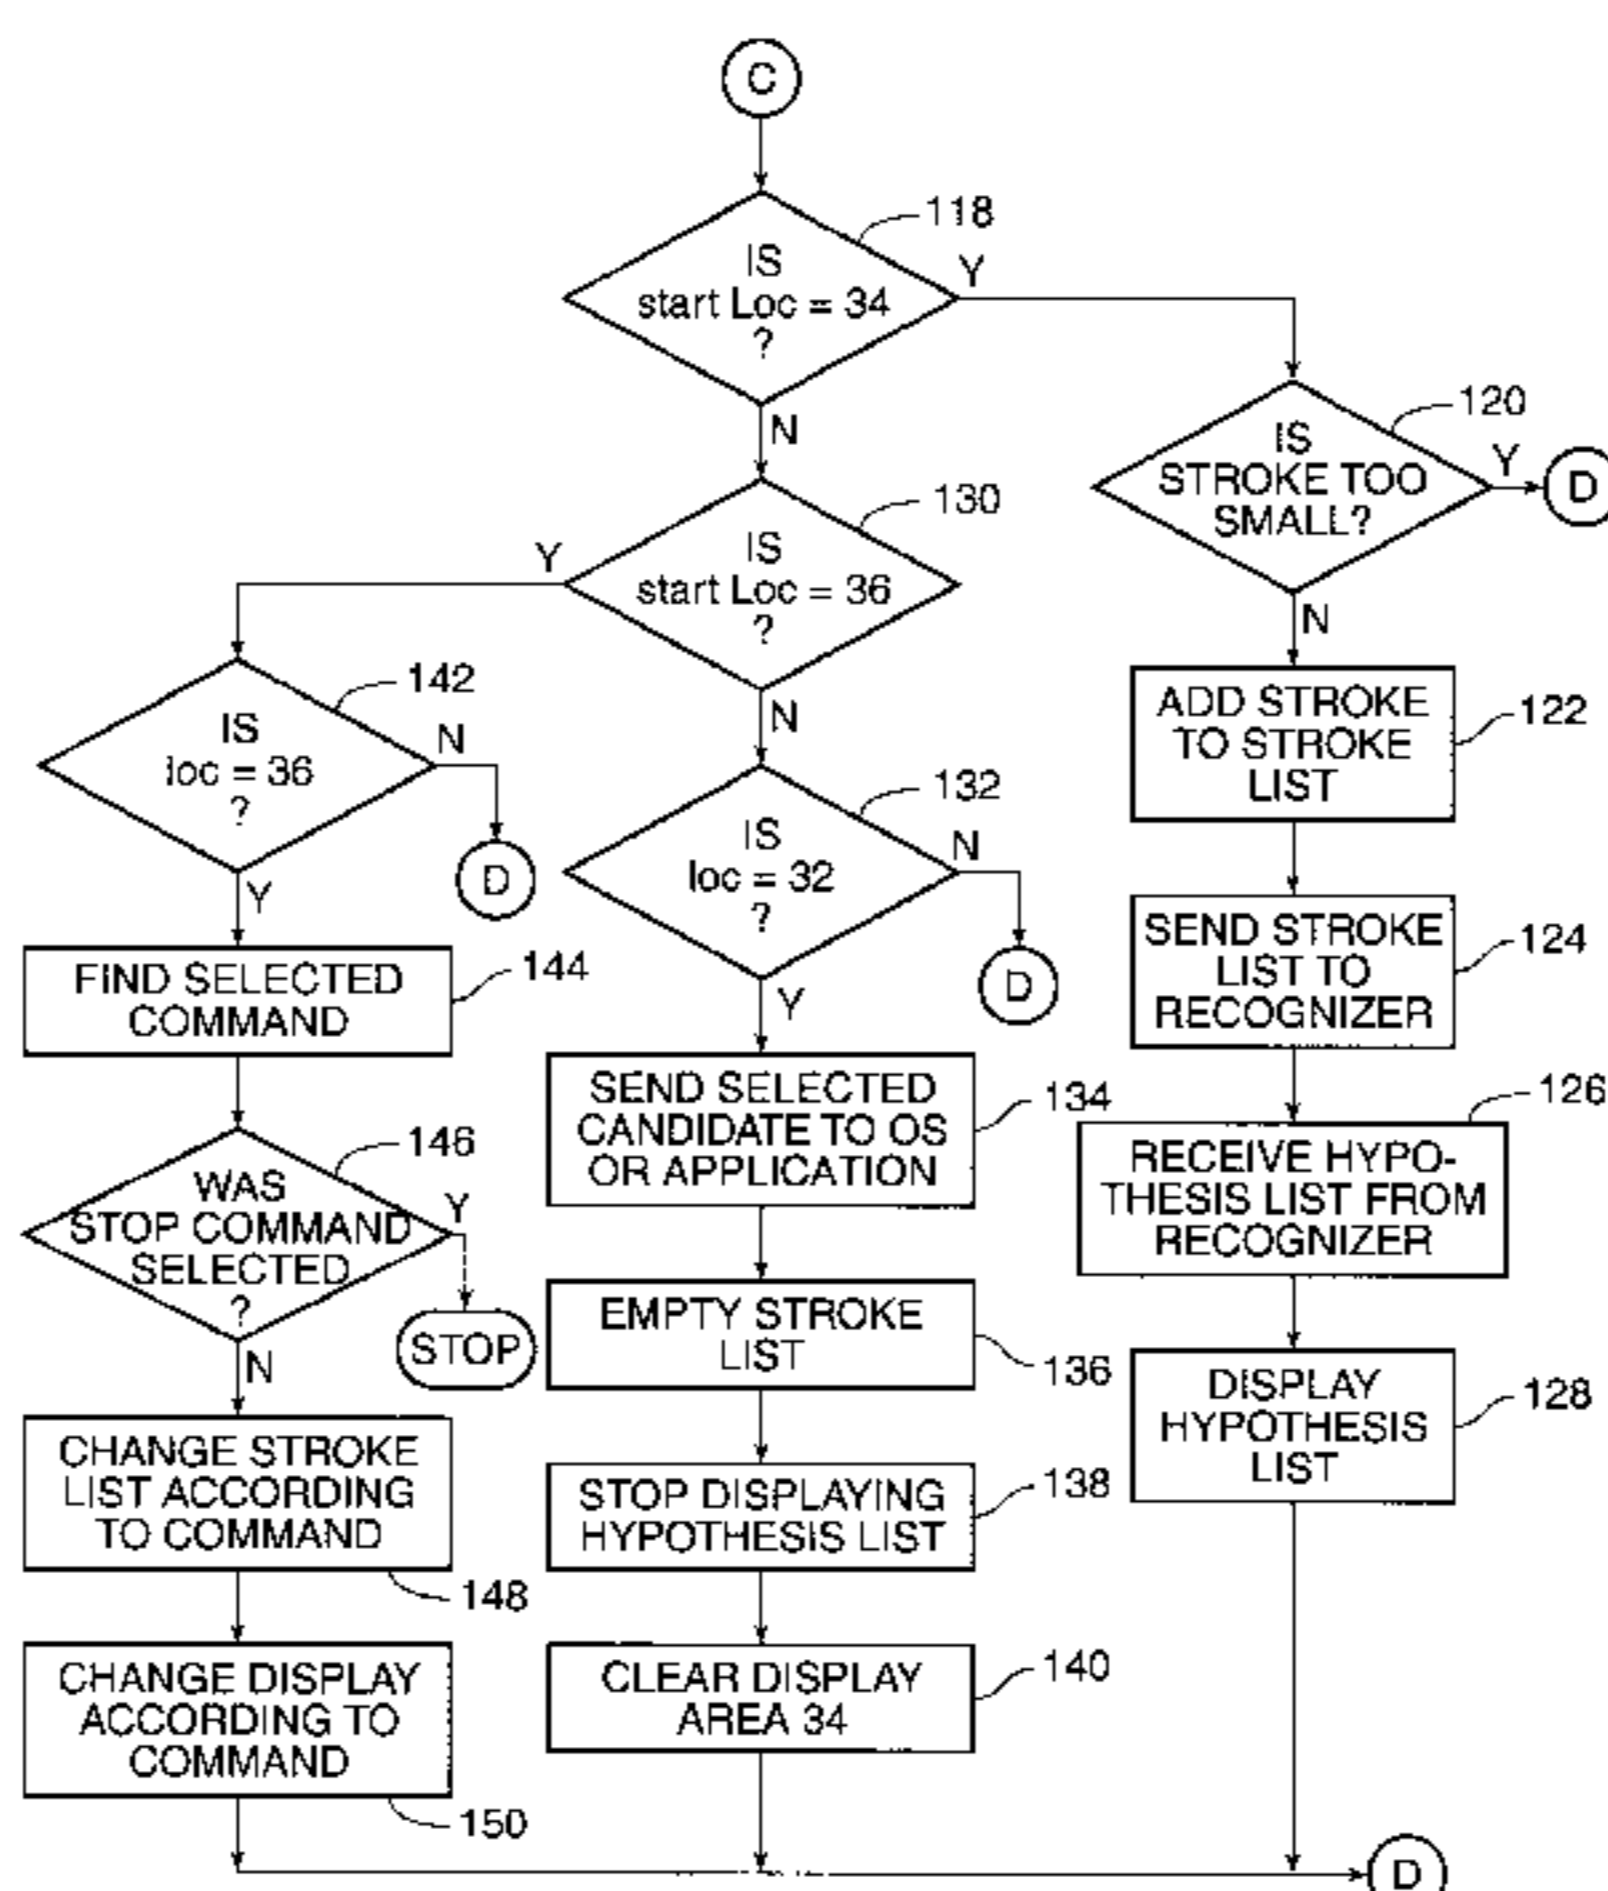 C
118
IS
start Loc = 34
?
Y
N
120
IS
STROKE TOO
SMALL?
Y
D
N
130
IS
start Loc = 36
?
Y
N
122
ADD STROKE
TO STROKE
LIST
142
IS
loc = 36
?
N
D
Y
132
IS
loc = 32
?
N
D
Y
124
SEND STROKE
LIST TO
RECOGNIZER
144
FIND SELECTED
COMMAND
134
SEND SELECTED
CANDIDATE TO OS
OR APPLICATION
126
RECEIVE HYPO-
THESIS LIST FROM
RECOGNIZER
146
WAS
STOP COMMAND
SELECTED
?
Y
STOP
N
EMPTY STROKE
LIST
136
DISPLAY
HYPOTHESIS
LIST
128
CHANGE STROKE
LIST ACCORDING
TO COMMAND
148
STOP DISPLAYING
HYPOTHESIS LIST
138
CHANGE DISPLAY
ACCORDING TO
COMMAND
150
CLEAR DISPLAY
AREA 34
140
D